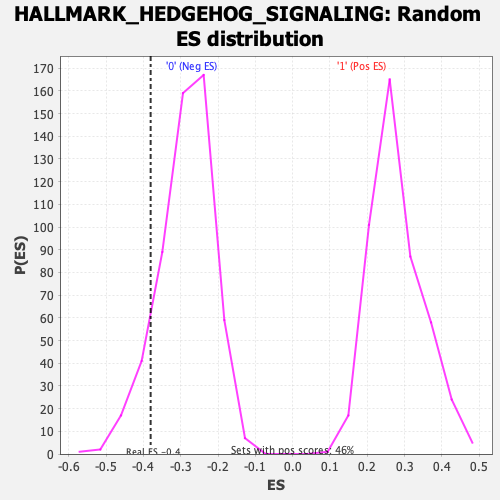 HALLMARK_HEDGEHOG_SIGNALING: Random
ES distribution
'0' (Neg ES)
'1' (Pos ES)
170
160
150
140
130
120
110
100
90
80
70
60
50
40
30
20
10
0
P(ES)
Real ES -0.4
Sets with pos scores: 46%
-0.6 -0.5 -0.4 -0.3 -0.2 -0.1 0.0 0.1 0.2 0.3 0.4 0.5
ES